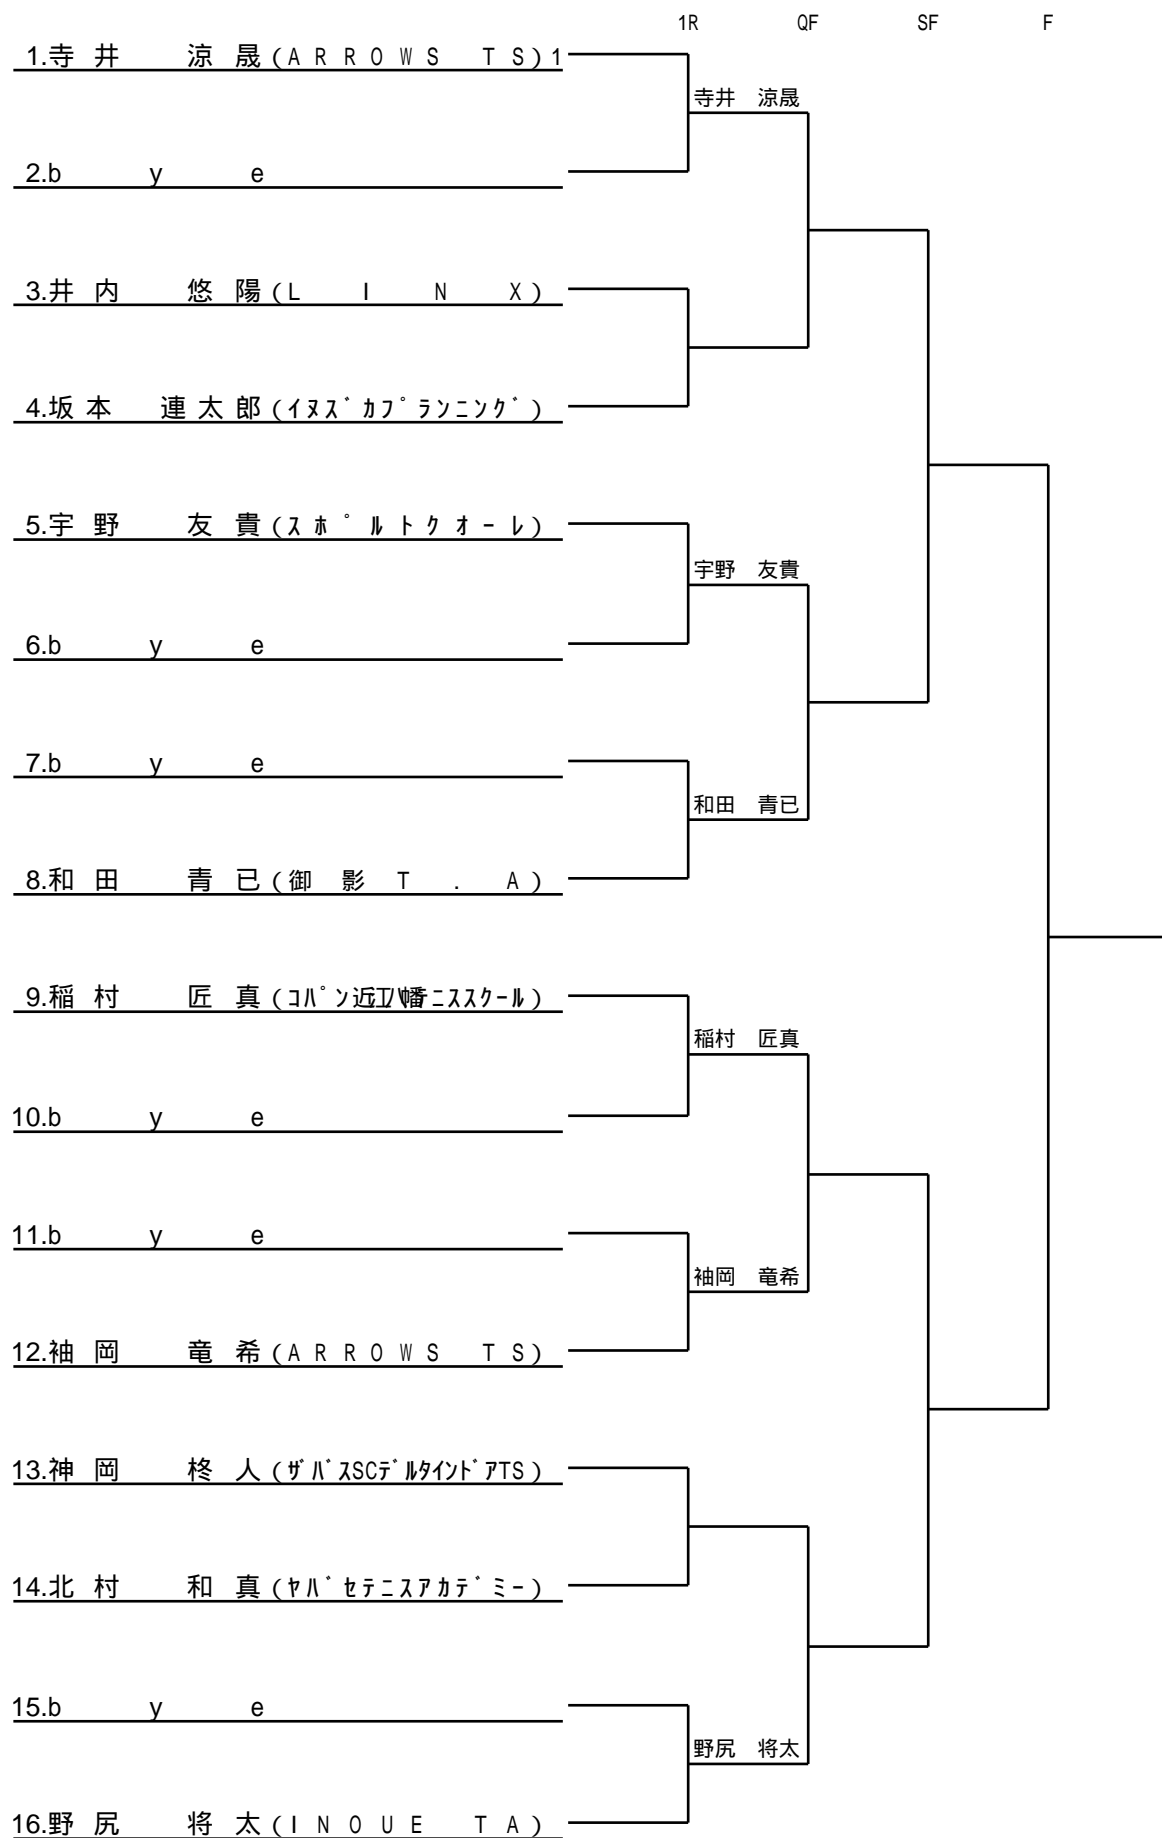 1R QF SF F
1.寺井 涼晟(ARROWS TS)1
寺井 涼晟
2.bye
3.井内 悠陽(LINX)
4.坂本 連太郎(イヌズカプランニング)
5.宇野 友貴(スポルトクオーレ)
宇野 友貴
6.bye
7.bye
和田 青已
8.和田 青已(御影T.A)
9.稲村 匠真(コパン近江八幡テニススクール)
稲村 匠真
10.bye
11.bye
袖岡 竜希
12.袖岡 竜希(ARROWS TS)
13.神岡 柊人(ザバスSCデルタインドアTS)
14.北村 和真(ヤバセテニスアカデミー)
15.bye
野尻 将太
16.野尻 将太(INOUE TA)